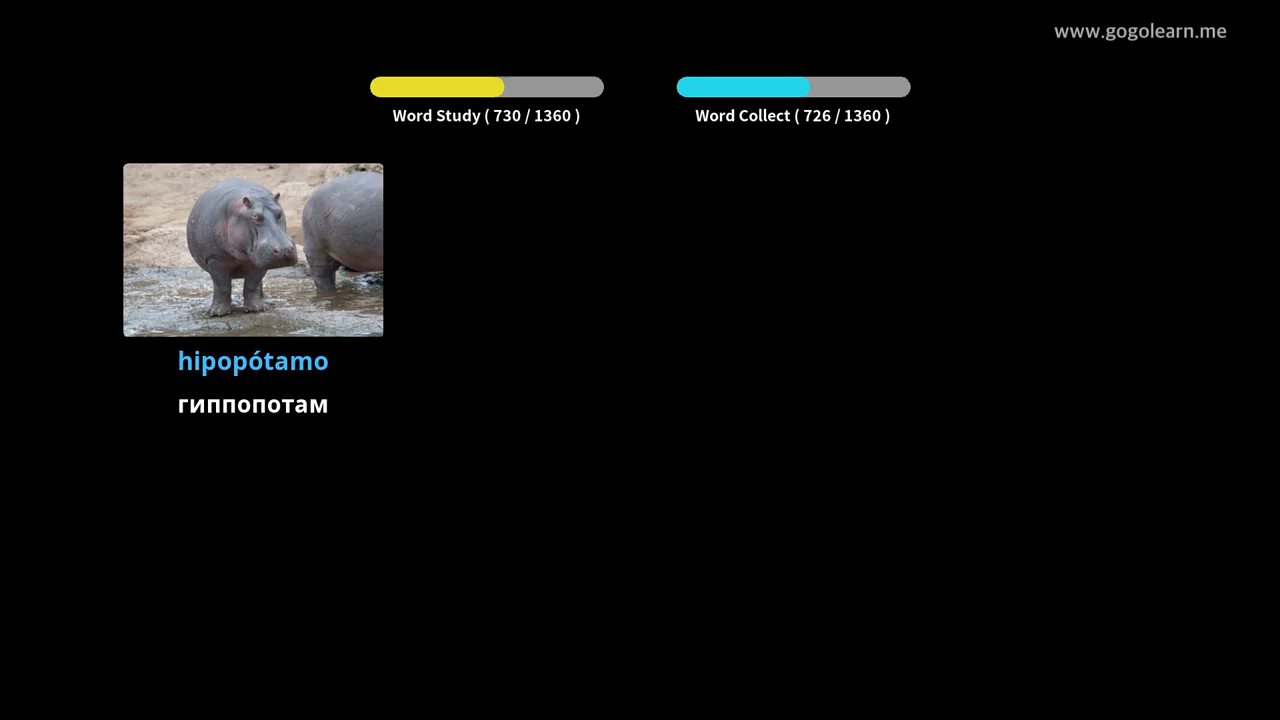 www.gogolearn.me
Word Study ( 730 / 1360 )
Word Collect ( 726 / 1360 )
hipopótamo
гиппопотам